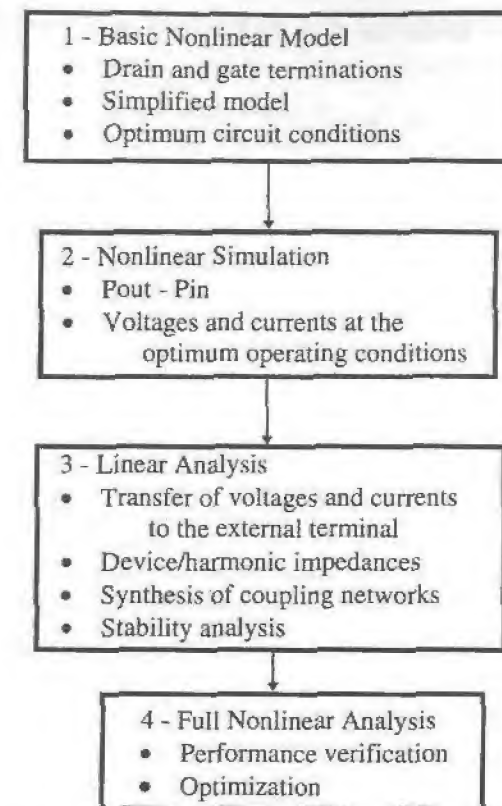 1 - Basic Nonlinear Model
• Drain and gate terminations
• Simplified model
• Optimum circuit conditions
2 - Nonlinear Simulation
• Pout - Pin
• Voltages and currents at the
optimum operating conditions
3 - Linear Analysis
• Transfer of voltages and currents
to the external terminal
• Device/harmonic impedances
• Synthesis of coupling networks
• Stability analysis
4 - Full Nonlinear Analysis
• Performance verification
• Optimization